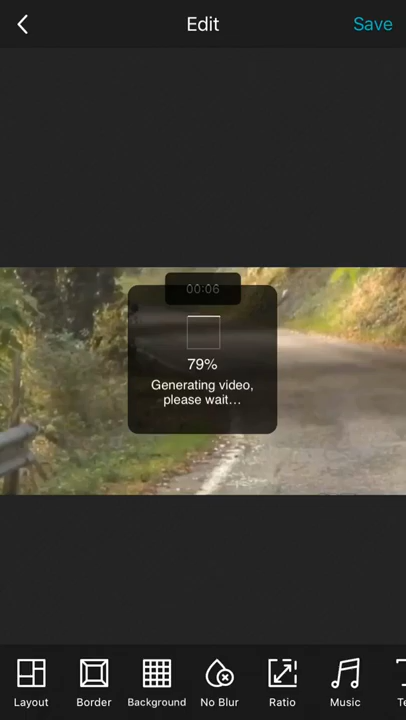 Edit
Save
00:06
79%
Generating video,
please wait...
Layout
Border
Background
No Blur
Ratio
Music